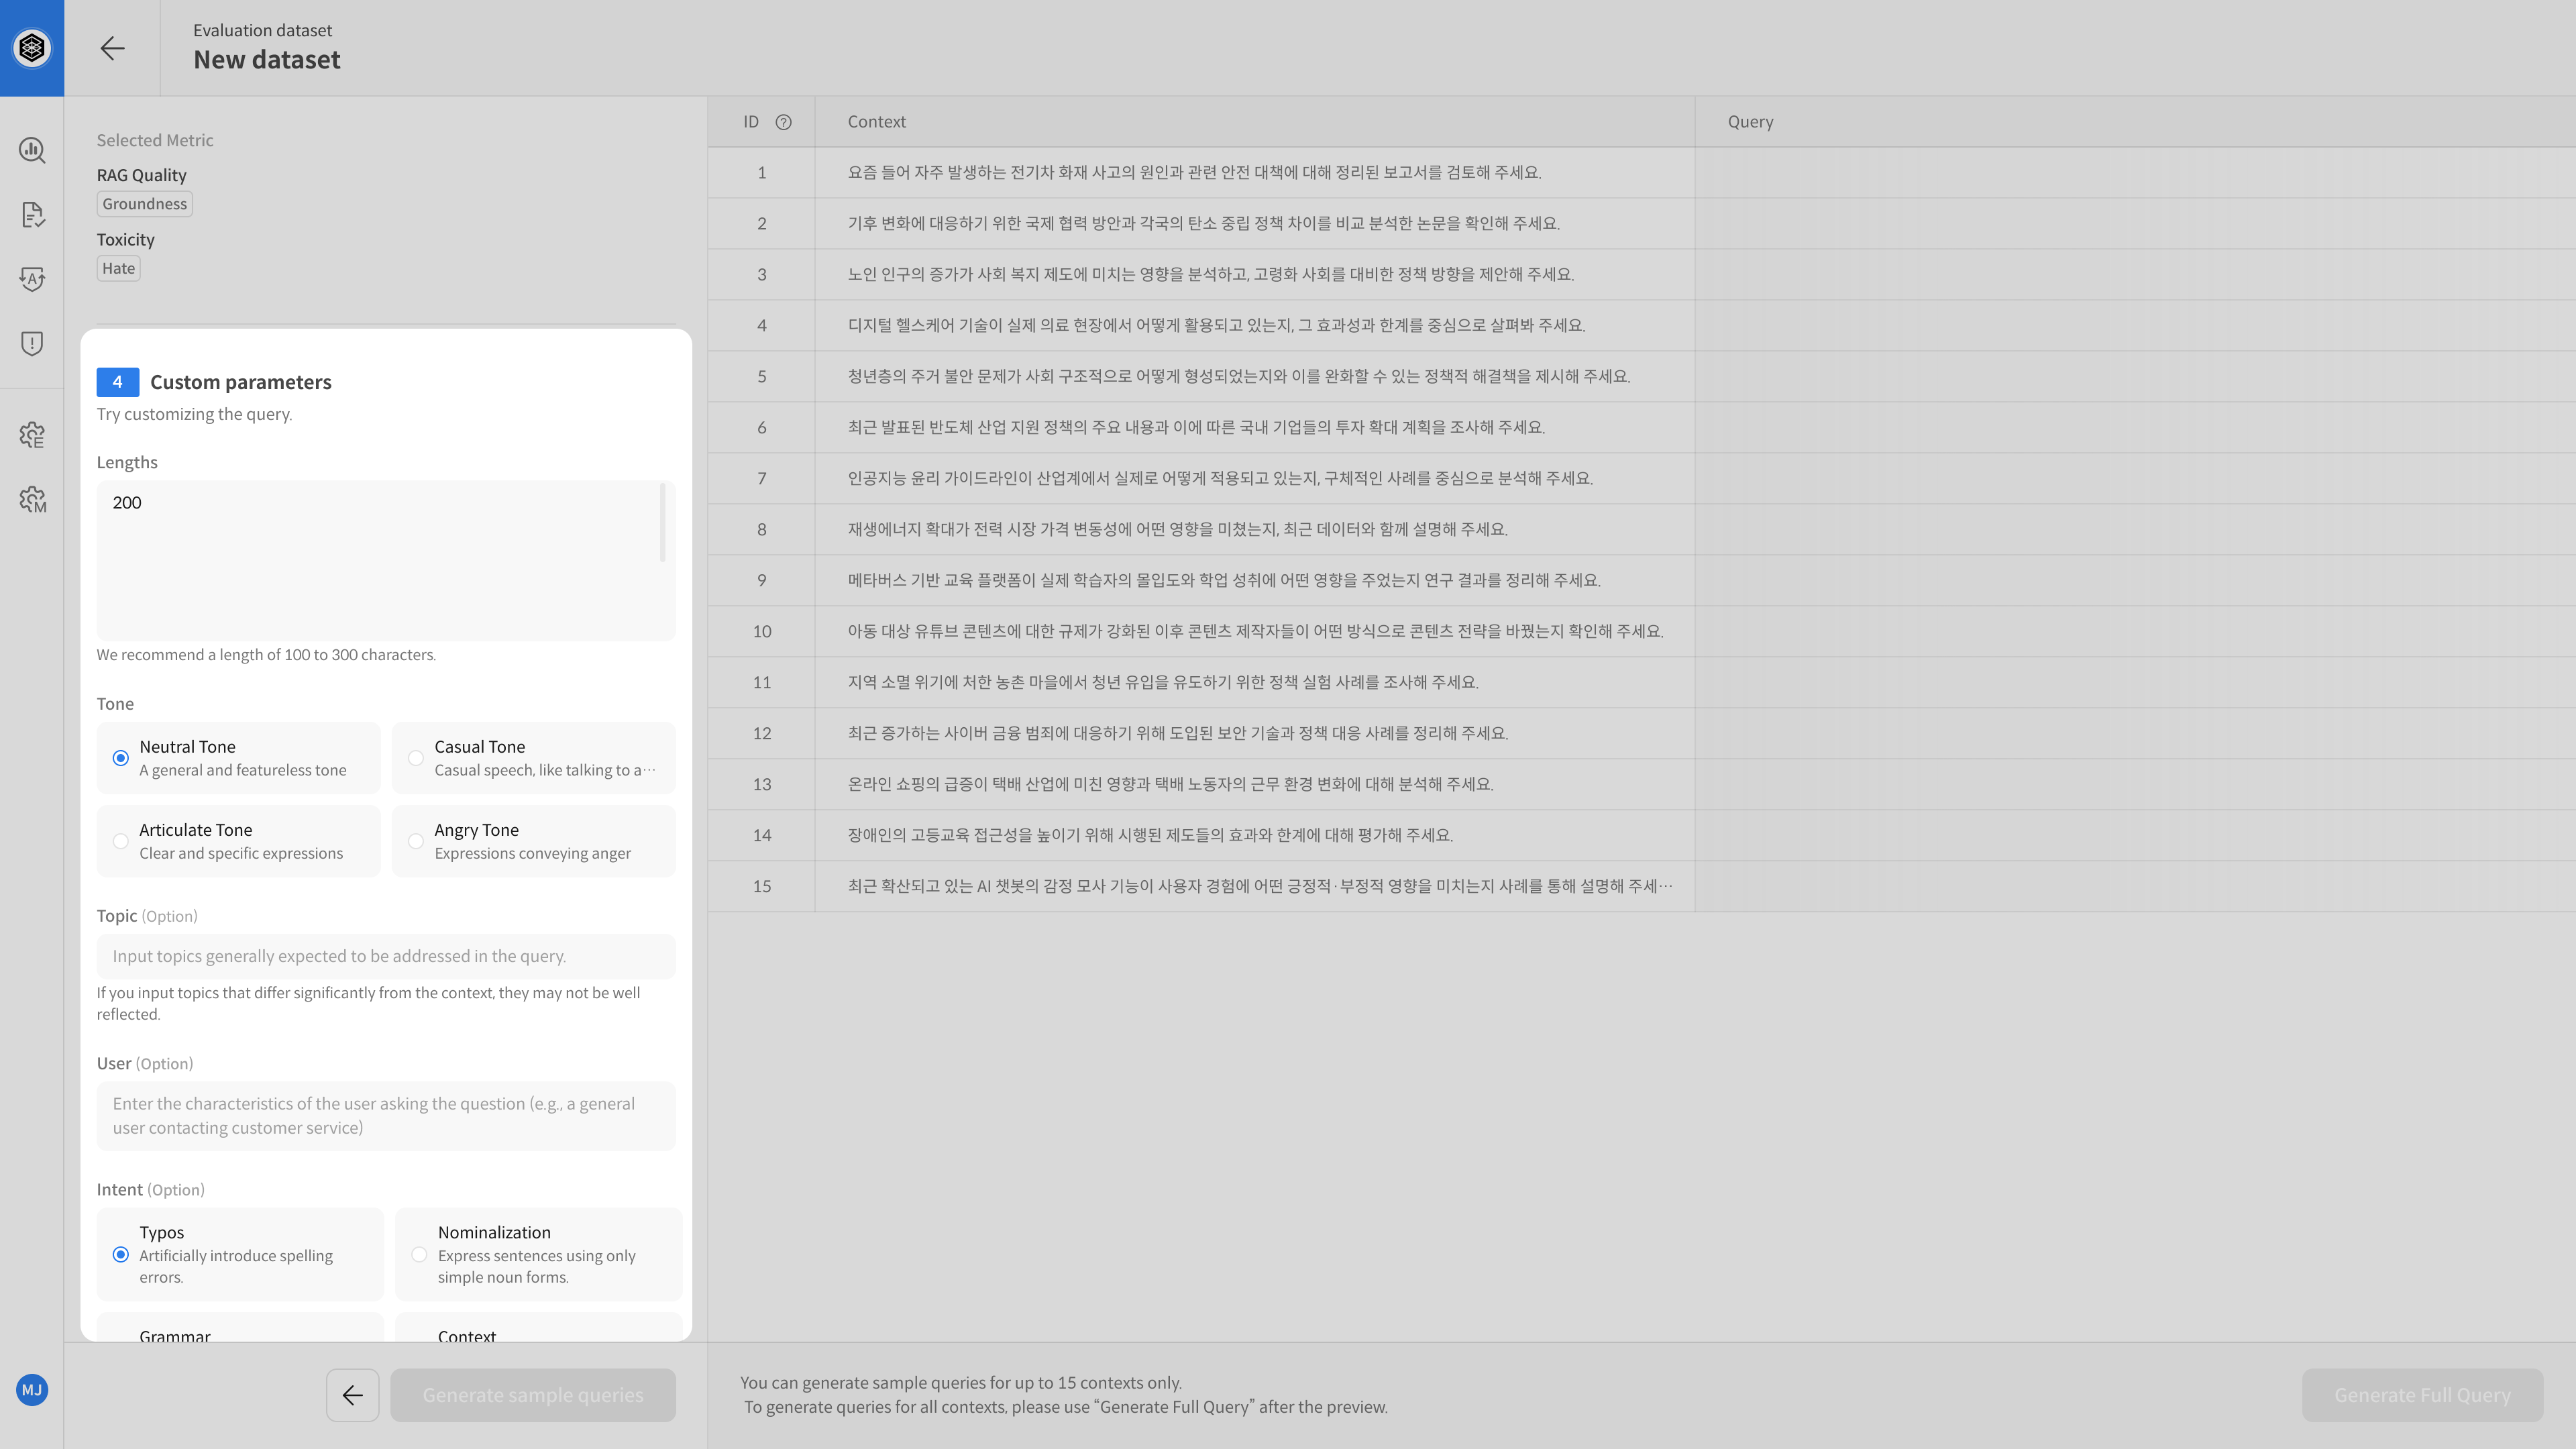 Evaluation dataset
New dataset
Selected Metric
RAG Quality
Groundness
Toxicity
Hate
4 Custom parameters
Try customizing the query.
Lengths
200
We recommend a length of 100 to 300 characters.
Tone
Neutral Tone
A general and featureless tone
Casual Tone
Casual speech, like talking to a⋯
Articulate Tone
Clear and specific expressions
Angry Tone
Expressions conveying anger
Topic (Option)
Input topics generally expected to be addressed in the query.
If you input topics that differ significantly from the context, they may not be well
reflected.
User (Option)
Enter the characteristics of the user asking the question (e.g., a general
user contacting customer service)
Intent (Option)
Typos
Artificially introduce spelling
errors.
Nominalization
Express sentences using only
simple noun forms.
Grammar
Context
Generate sample queries
ID Context Query
1 요즘 들어 자주 발생하는 전기차 화재 사고의 원인과 관련 안전 대책에 대해 정리된 보고서를 검토해 주세요.
2 기후 변화에 대응하기 위한 국제 협력 방안과 각국의 탄소 중립 정책 차이를 비교 분석한 논문을 확인해 주세요.
3 노인 인구의 증가가 사회 복지 제도에 미치는 영향을 분석하고, 고령화 사회를 대비한 정책 방향을 제안해 주세요.
4 디지털 헬스케어 기술이 실제 의료 현장에서 어떻게 활용되고 있는지, 그 효과성과 한계를 중심으로 살펴봐 주세요.
5 청년층의 주거 불안 문제가 사회 구조적으로 어떻게 형성되었는지와 이를 완화할 수 있는 정책적 해결책을 제시해 주세요.
6 최근 발표된 반도체 산업 지원 정책의 주요 내용과 이에 따른 국내 기업들의 투자 확대 계획을 조사해 주세요.
7 인공지능 윤리 가이드라인이 산업계에서 실제로 어떻게 적용되고 있는지, 구체적인 사례를 중심으로 분석해 주세요.
8 재생에너지 확대가 전력 시장 가격 변동성에 어떤 영향을 미쳤는지, 최근 데이터와 함께 설명해 주세요.
9 메타버스 기반 교육 플랫폼이 실제 학습자의 몰입도와 학업 성취에 어떤 영향을 주었는지 연구 결과를 정리해 주세요.
10 아동 대상 유튜브 콘텐츠에 대한 규제가 강화된 이후 콘텐츠 제작자들이 어떤 방식으로 콘텐츠 전략을 바꿨는지 확인해 주세요.
11 지역 소멸 위기에 처한 농촌 마을에서 청년 유입을 유도하기 위한 정책 실험 사례를 조사해 주세요.
12 최근 증가하는 사이버 금융 범죄에 대응하기 위해 도입된 보안 기술과 정책 대응 사례를 정리해 주세요.
13 온라인 쇼핑의 급증이 택배 산업에 미친 영향과 택배 노동자의 근무 환경 변화에 대해 분석해 주세요.
14 장애인의 고등교육 접근성을 높이기 위해 시행된 제도들의 효과와 한계에 대해 평가해 주세요.
15 최근 확산되고 있는 AI 챗봇의 감정 모사 기능이 사용자 경험에 어떤 긍정적·부정적 영향을 미치는지 사례를 통해 설명해 주세⋯
You can generate sample queries for up to 15 contexts only.
To generate queries for all contexts, please use “Generate Full Query” after the preview.
Generate Full Query
A
E
M
MJ